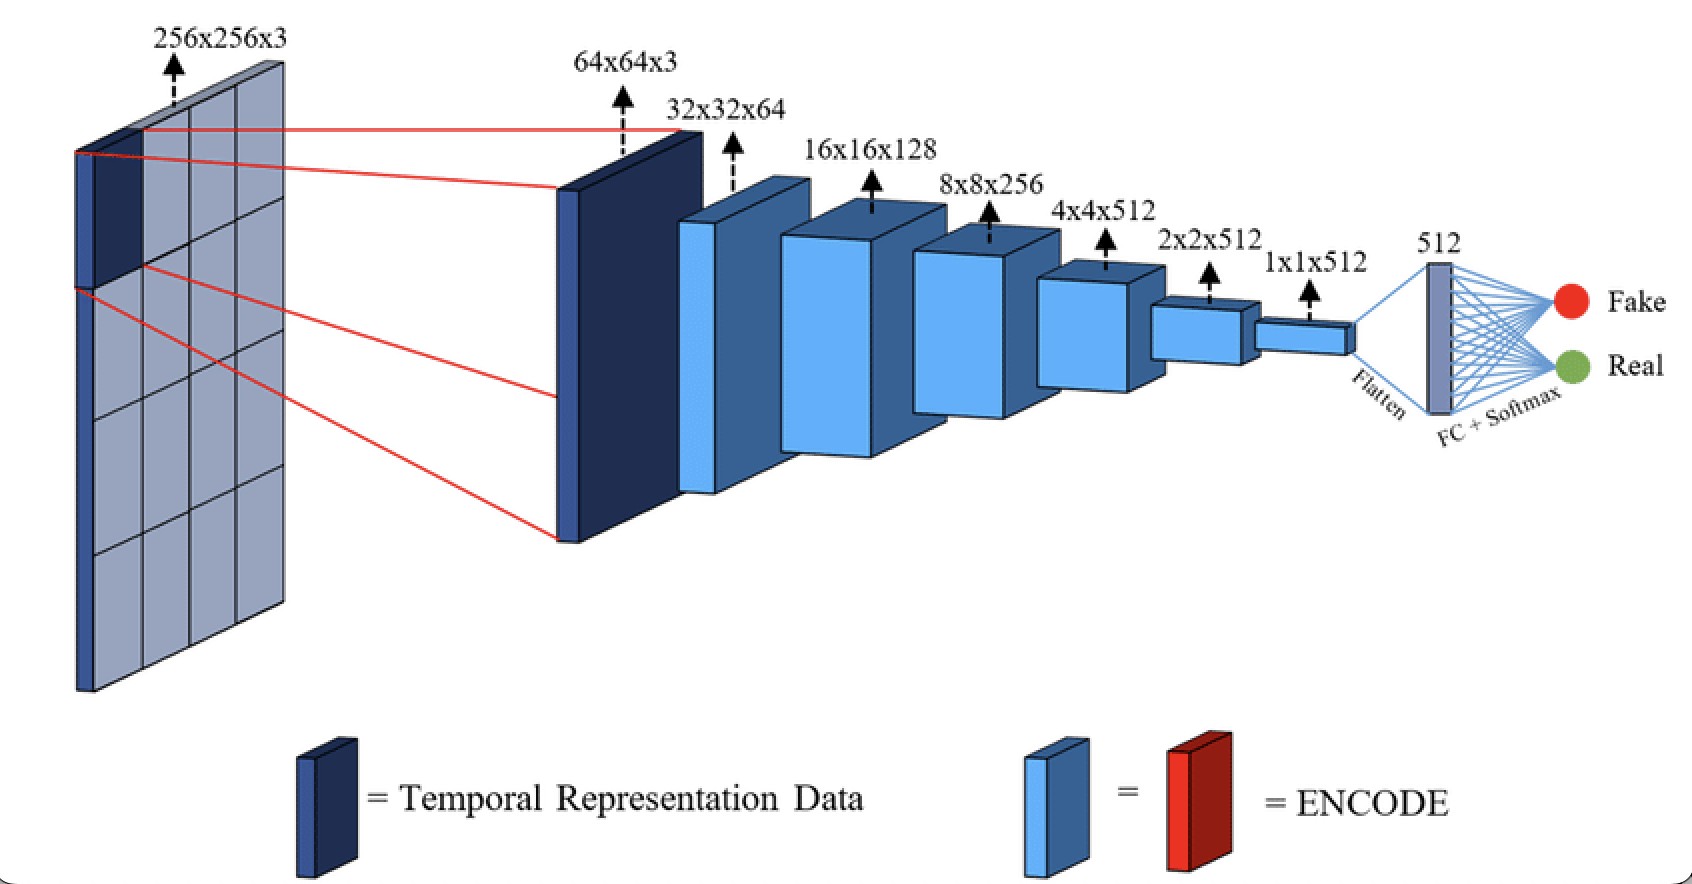 256x256x3
64x64x3
32x32x64
16x16x128
8x8x256
4x4x512
2x2x512
1x1x512
512
Fake
Real
Flatten
FC + Softmax
= Temporal Representation Data
=
= ENCODE